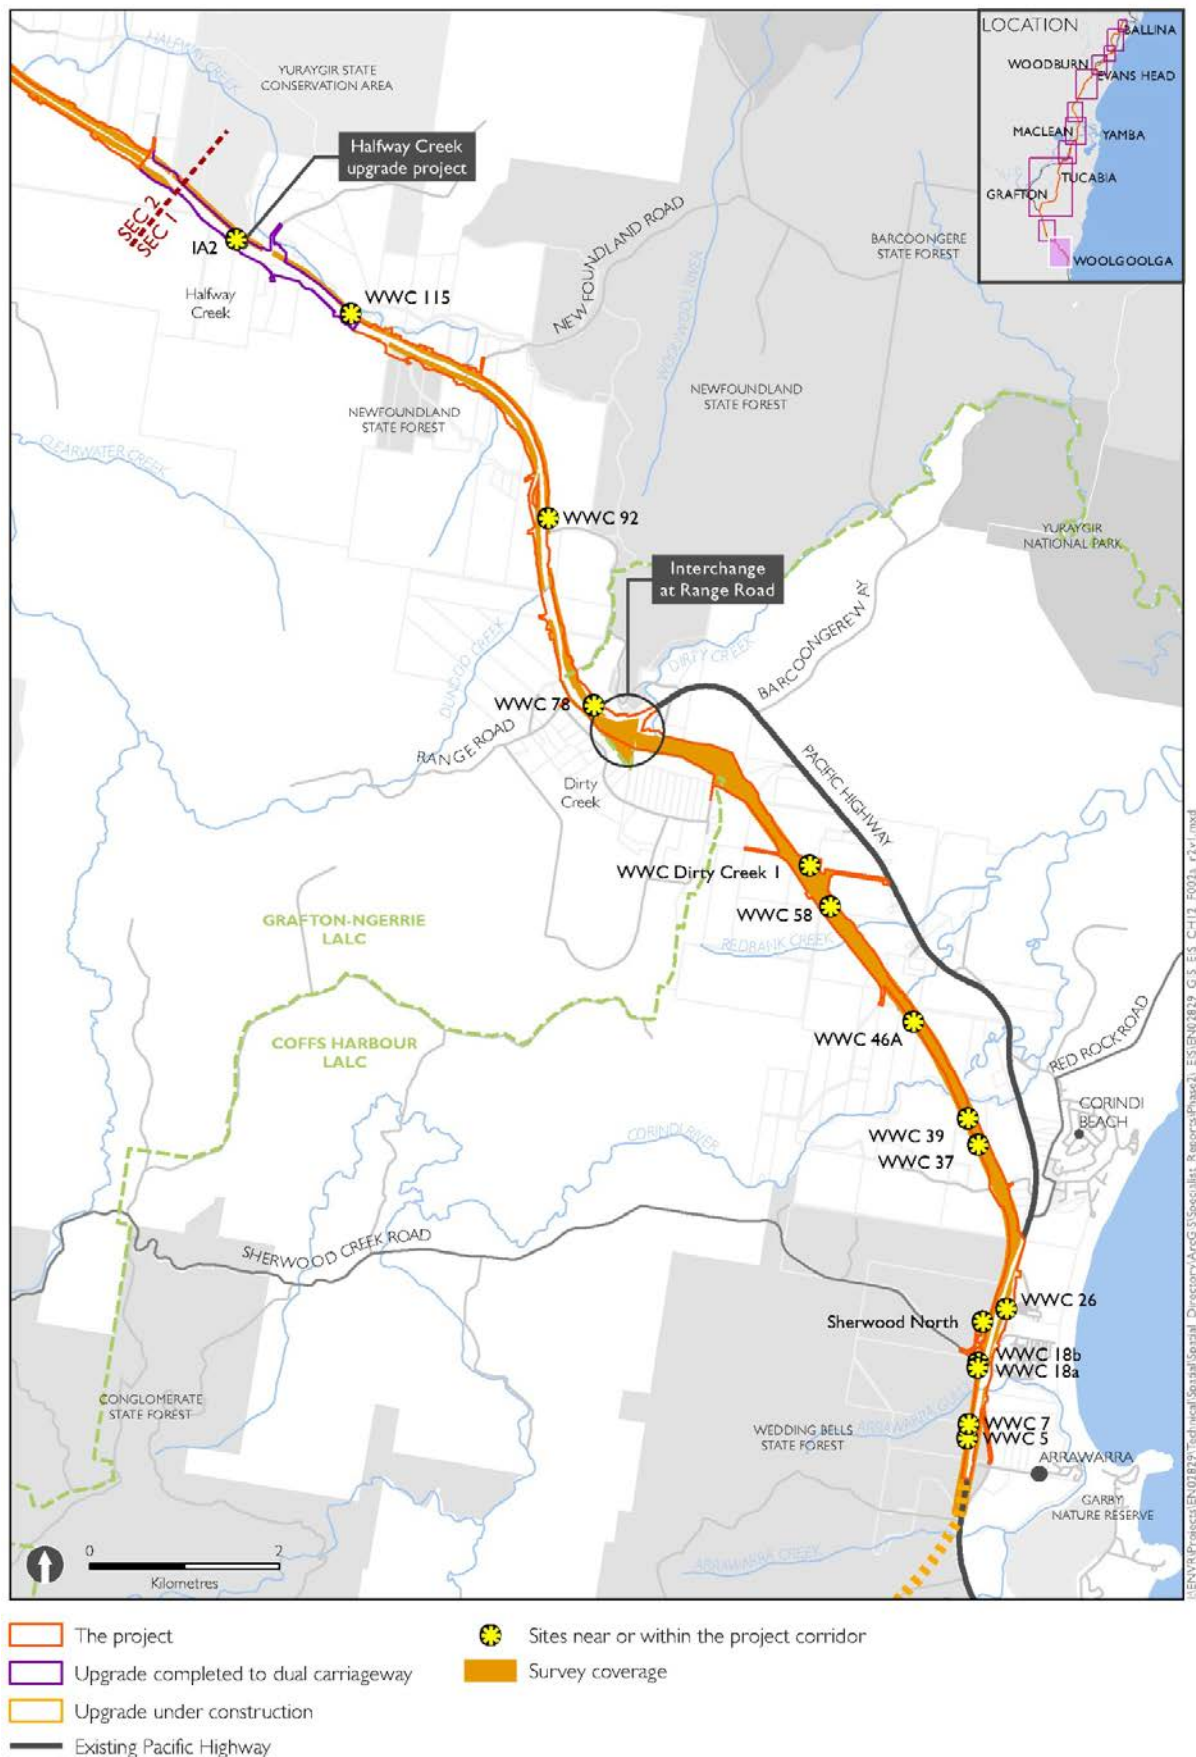 LOCATION
BALLINA
WOODBURN
EVANS HEAD
MACLEAN
YAMBA
TUCABIA
GRAFTON
WOOLGOOLGA
HALFWAY CREEK
YURAYGIR STATE
CONSERVATION AREA
Halfway Creek
upgrade project
SEC 2
SEC 1
IA2
Halfway
Creek
WWC 115
NEWFOUNDLAND ROAD
BARCOONGERE
STATE FOREST
NEWFOUNDLAND
STATE FOREST
NEWFOUNDLAND
STATE FOREST
CLEARWATER CREEK
WWC 92
YURAYGIR
NATIONAL PARK
Interchange
at Range Road
DIRTY CREEK
BARCOONGERE WAY
DUNDOO CREEK
WWC 78
RANGE ROAD
PACIFIC HIGHWAY
Dirty
Creek
WWC Dirty Creek 1
WWC 58
REDBANK CREEK
GRAFTON-NGERRIE
LALC
WWC 46A
COFFS HARBOUR
LALC
RED ROCK ROAD
CORINDI
BEACH
WWC 39
WWC 37
CORINDI RIVER
SHERWOOD CREEK ROAD
WWC 26
Sherwood North
WWC 18b
WWC 18a
CONGLOMERATE
STATE FOREST
ARRAWARRA
WWC 7
WWC 5
WEDDING BELLS
STATE FOREST
ARRAWARRA
GARBY
NATURE RESERVE
ARRAWARRA CREEK
0 2
Kilometres
The project
Upgrade completed to dual carriageway
Upgrade under construction
Existing Pacific Highway
Sites near or within the project corridor
Survey coverage